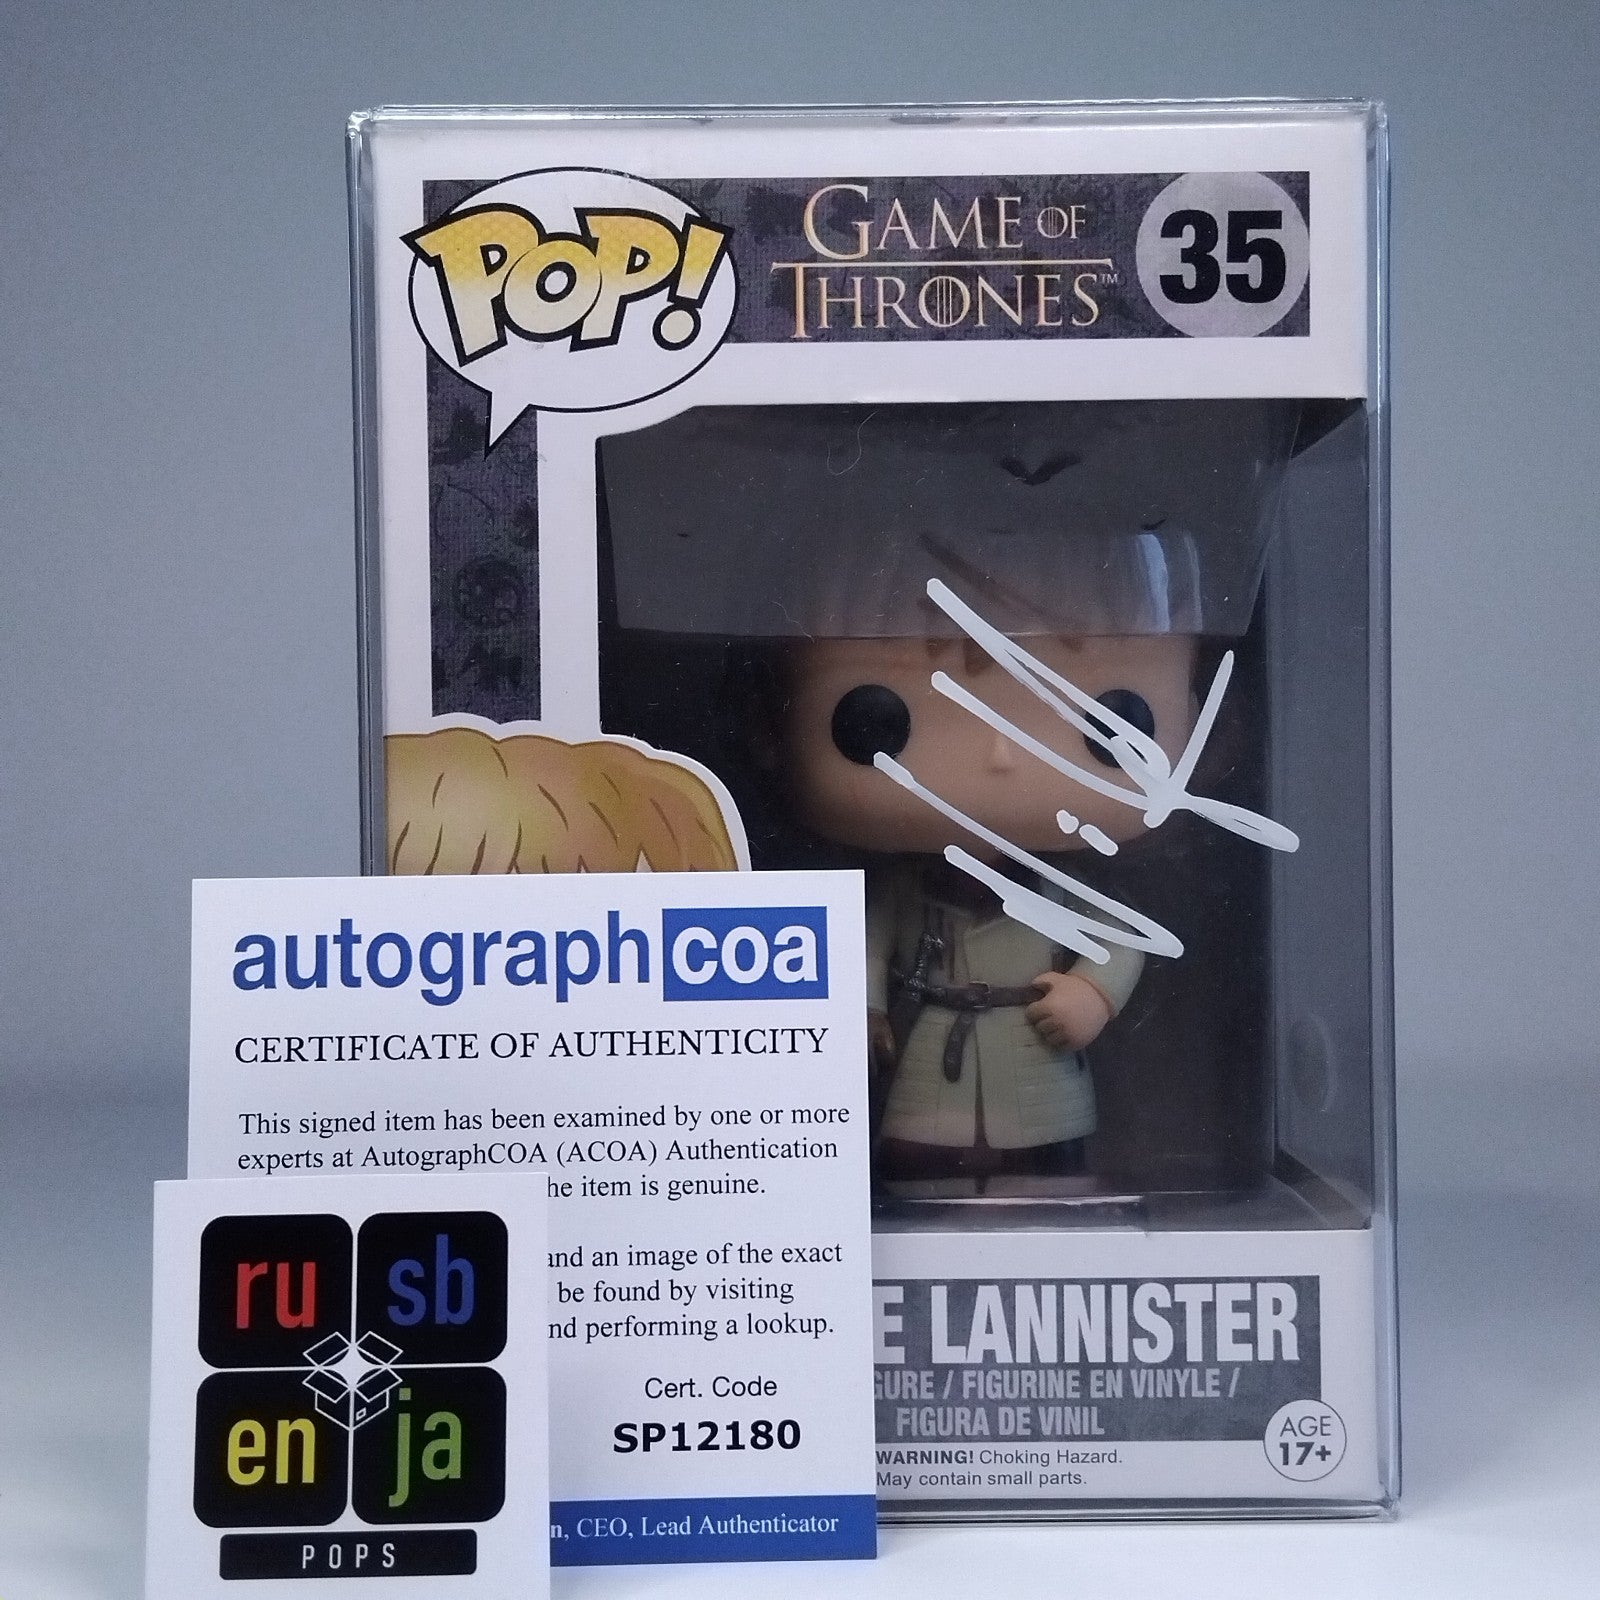 POP!
GAME OF
THRONES™
35
autograph coa
CERTIFICATE OF AUTHENTICITY
This signed item has been examined by one or more
experts at AutographCOA (ACOA) Authentication
he item is genuine.
and an image of the exact
be found by visiting
nd performing a lookup.
Cert. Code
SP12180
n, CEO, Lead Authenticator
ru sb
en ja
POPS
E LANNISTER
GURE / FIGURINE EN VINYLE /
FIGURA DE VINIL
WARNING! Choking Hazard.
May contain small parts.
AGE
17+